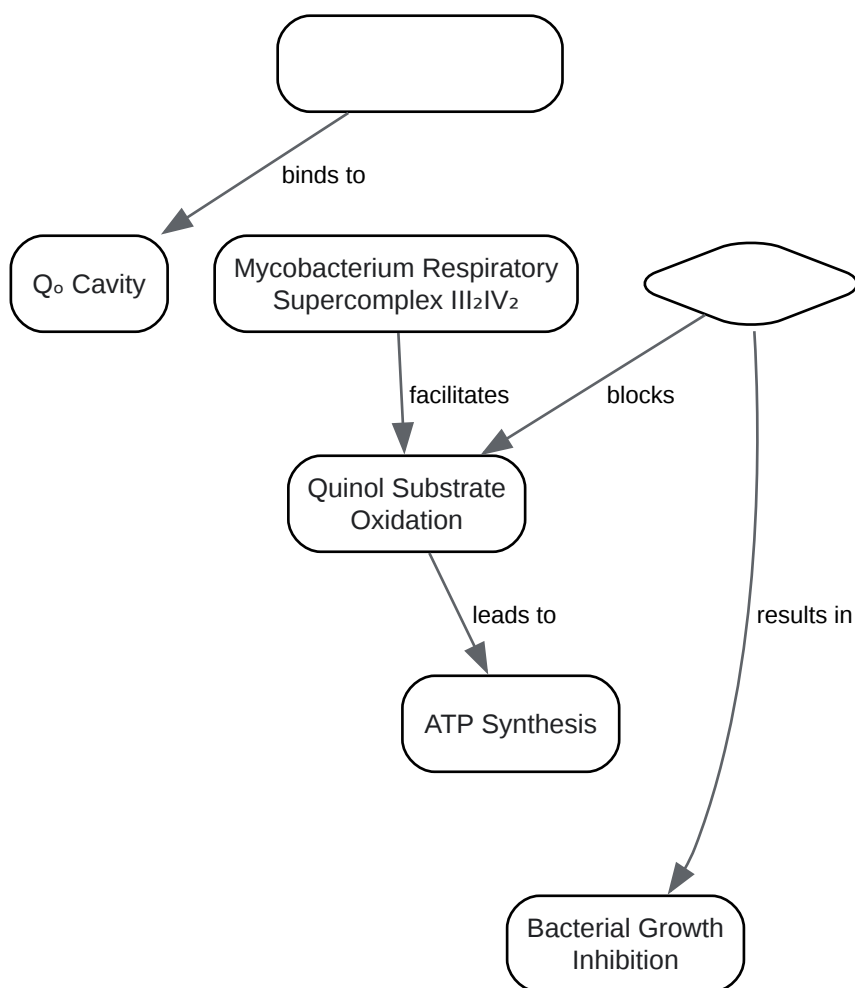 binds to
Qₒ Cavity
Mycobacterium Respiratory
Supercomplex III₂IV₂
facilitates
blocks
Quinol Substrate
Oxidation
leads to
results in
ATP Synthesis
Bacterial Growth
Inhibition